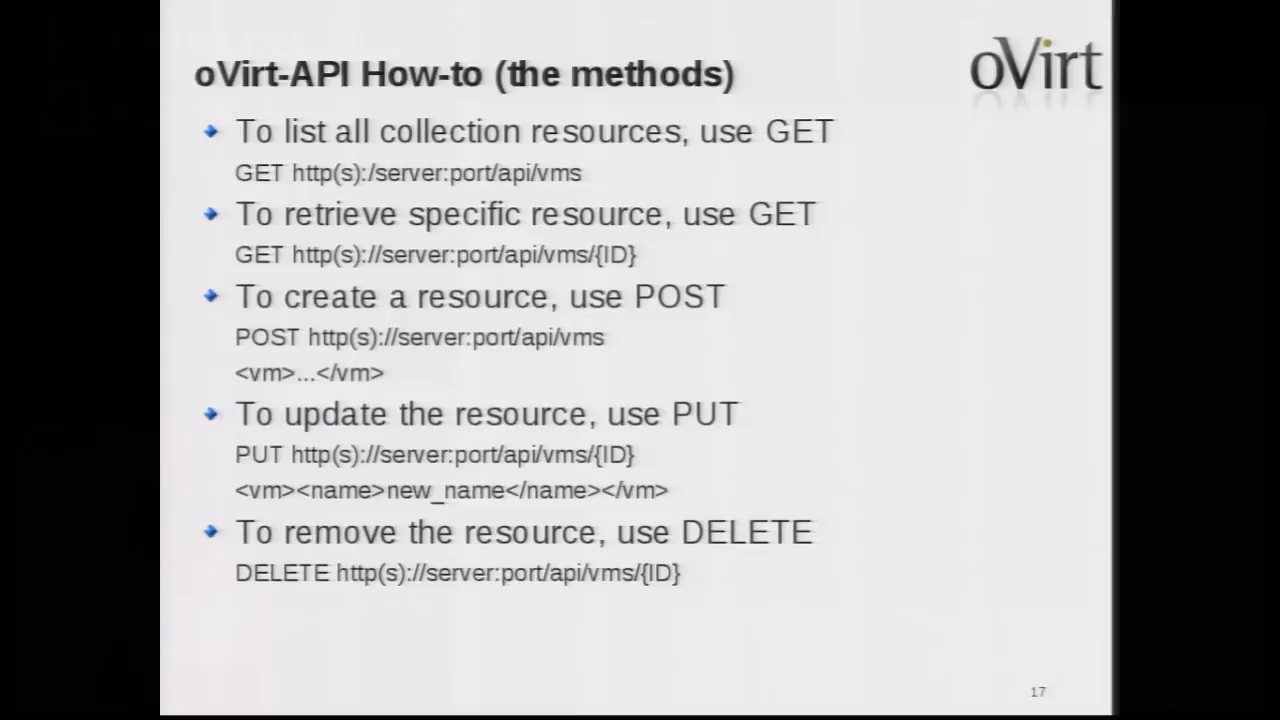 oVirt-API How-to (the methods)
oVirt
To list all collection resources, use GET
GET http(s):/server:port/api/vms
To retrieve specific resource, use GET
GET http(s)://server:port/api/vms/{ID}
To create a resource, use POST
POST http(s)://server:port/api/vms
<vm>...</vm>
To update the resource, use PUT
PUT http(s)://server:port/api/vms/{ID}
<vm><name>new_name</name></vm>
To remove the resource, use DELETE
DELETE http(s)://server:port/api/vms/{ID}
17